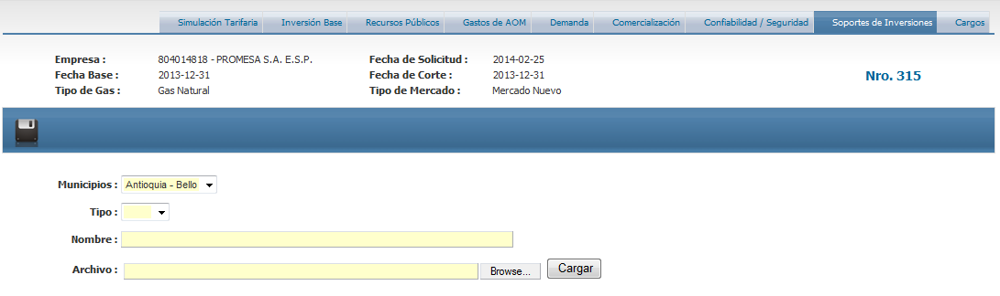 Simulación Tarifaria Inversión Base Recursos Públicos Gastos de AOM Demanda Comercialización Confiabilidad / Seguridad Soportes de Inversiones Cargos
Empresa : 804014818 - PROMESA S.A. E.S.P. Fecha de Solicitud : 2014-02-25
Fecha Base : 2013-12-31 Fecha de Corte : 2013-12-31 Nro. 315
Tipo de Gas : Gas Natural Tipo de Mercado : Mercado Nuevo
Municipios : Antioquia - Bello
Tipo :
Nombre :
Archivo : Browse... Cargar